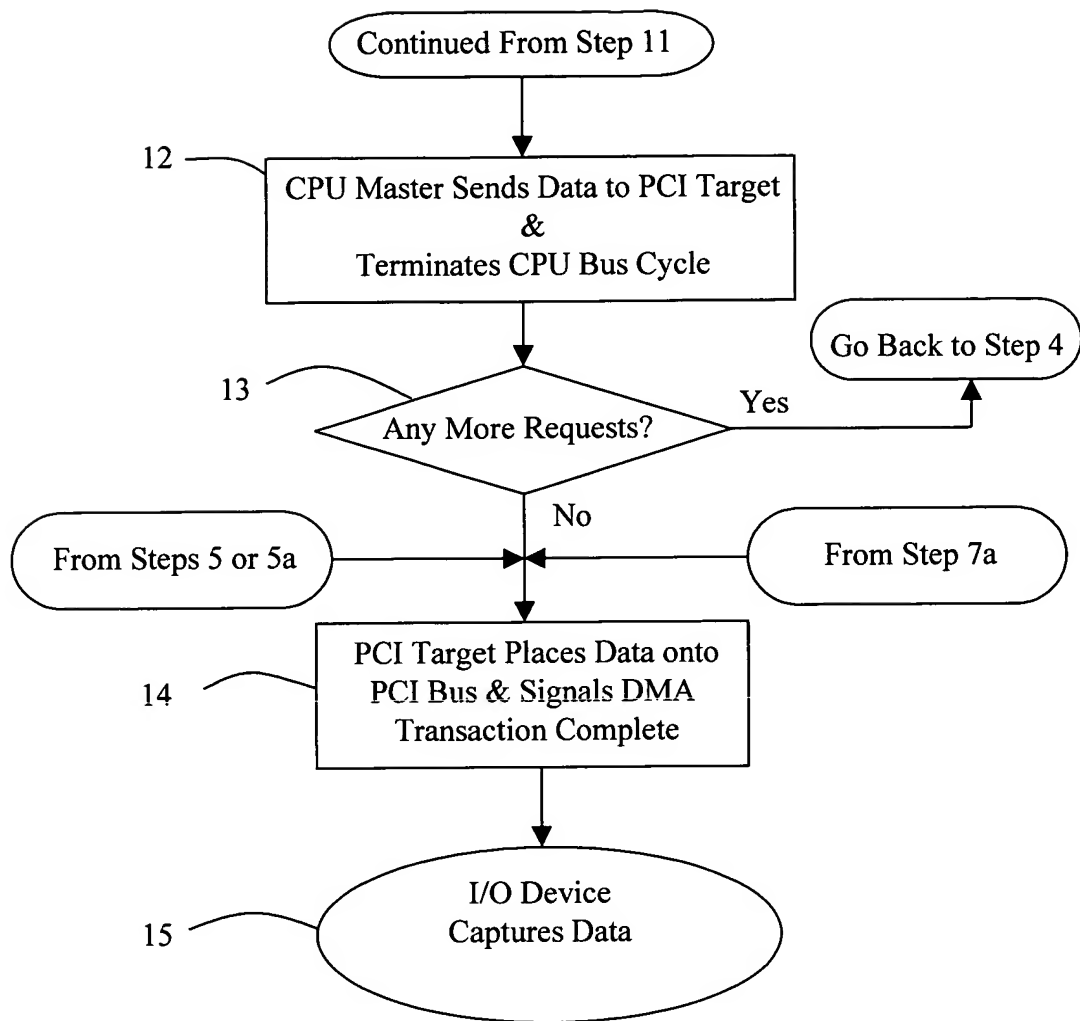 Continued From Step 11
12
CPU Master Sends Data to PCI Target
&
Terminates CPU Bus Cycle
Go Back to Step 4
13
Any More Requests?
Yes
No
From Steps 5 or 5a
From Step 7a
14
PCI Target Places Data onto
PCI Bus & Signals DMA
Transaction Complete
15
I/O Device
Captures Data